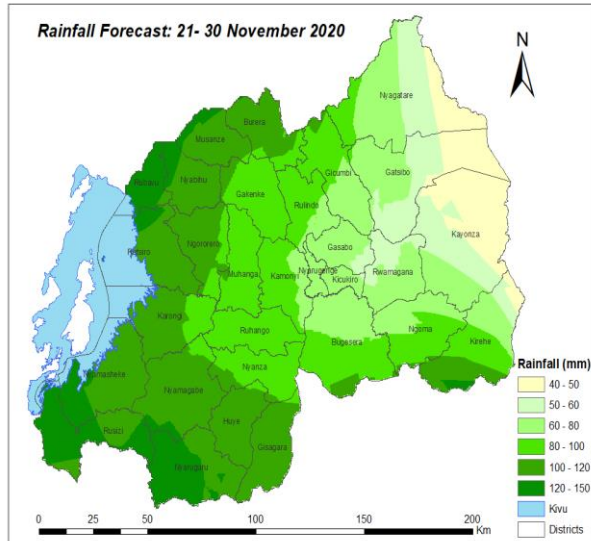 Rainfall Forecast: 21- 30 November 2020
N
Nyagatare
Burera
Musanze
Gicumbi
Gatsibo
Rubavu
Nyabihu
Gakenke
Rulindo
Kayonza
Ngororero
Gasabo
Rutsiro
Muhanga
Kamonyi
Nyarugenge
Kicukiro
Rwamagana
Karongi
Ruhango
Bugesera
Ngoma
Kirehe
Nyanza
Nyamasheke
Nyamagabe
Huye
Rusizi
Gisagara
Nyaruguru
Rainfall (mm)
40 - 50
50 - 60
60 - 80
80 - 100
100 - 120
120 - 150
Kivu
Districts
0 25 50 100 150 200
Km